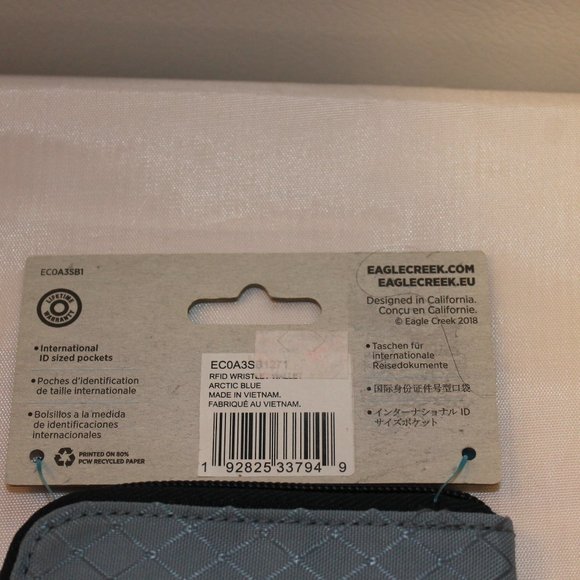 EC0A3SB1
LIFETIME
WARRANTY
• International
ID sized pockets
• Poches d'identification
de taille internationale
• Bolsillos a la medida
de identificaciones
internacionales
PRINTED ON 80%
PCW RECYCLED PAPER
EC0A3SB1271
RFID WRISTLET WALLET
ARCTIC BLUE
MADE IN VIETNAM.
FABRIQUÉ AU VIETNAM.
1 92825 33794 9
EAGLECREEK.COM
EAGLECREEK.EU
Designed in California.
Conçu en Californie.
© Eagle Creek 2018
• Taschen für
internationale
Reisedokumente
• 国际身份证件号型口袋
• インターナショナル ID
サイズポケット